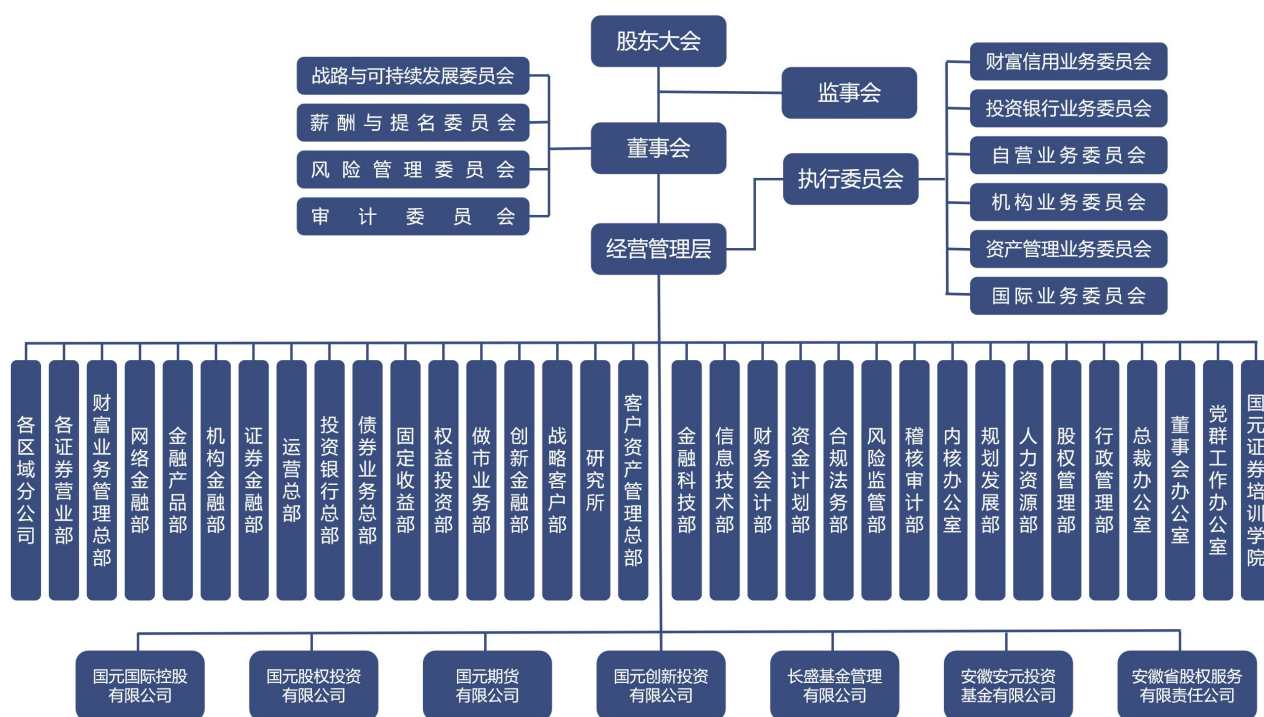 股东大会
战略与可持续发展委员会
薪酬与提名委员会
风险管理委员会
审计委员会
监事会
董事会
执行委员会
经营管理层
财富信用业务委员会
投资银行业务委员会
自营业务委员会
机构业务委员会
资产管理业务委员会
国际业务委员会
各区域分公司
各证券营业部
财富业务管理总部
网络金融部
金融产品部
机构金融部
证券金融部
运营总部
投资银行总部
债券业务总部
固定收益部
权益投资部
做市业务部
创新金融部
战略客户部
研究所
客户资产管理总部
金融科技部
信息技术部
财务会计部
资金计划部
合规法务部
风险监管部
稽核审计部
内核办公室
规划发展部
人力资源部
股权管理部
行政管理部
总裁办公室
董事会办公室
党群工作办公室
国元证券培训学院
国元国际控股
有限公司
国元股权投资
有限公司
国元期货
有限公司
国元创新投资
有限公司
长盛基金管理
有限公司
安徽安元投资
基金有限公司
安徽省股权服务
有限责任公司